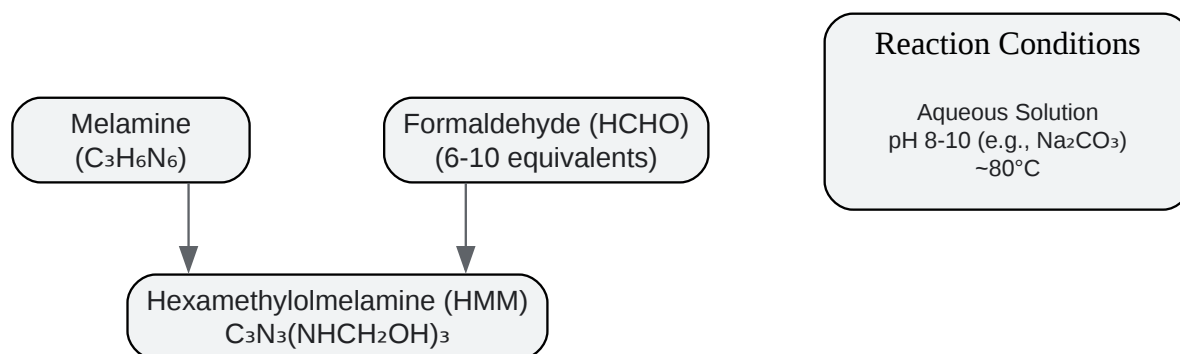 Reaction Conditions
Aqueous Solution
pH 8-10 (e.g., Na₂CO₃)
~80°C
Melamine
(C₃H₆N₆)
Formaldehyde (HCHO)
(6-10 equivalents)
Hexamethylolmelamine (HMM)
C₃N₃(NHCH₂OH)₃